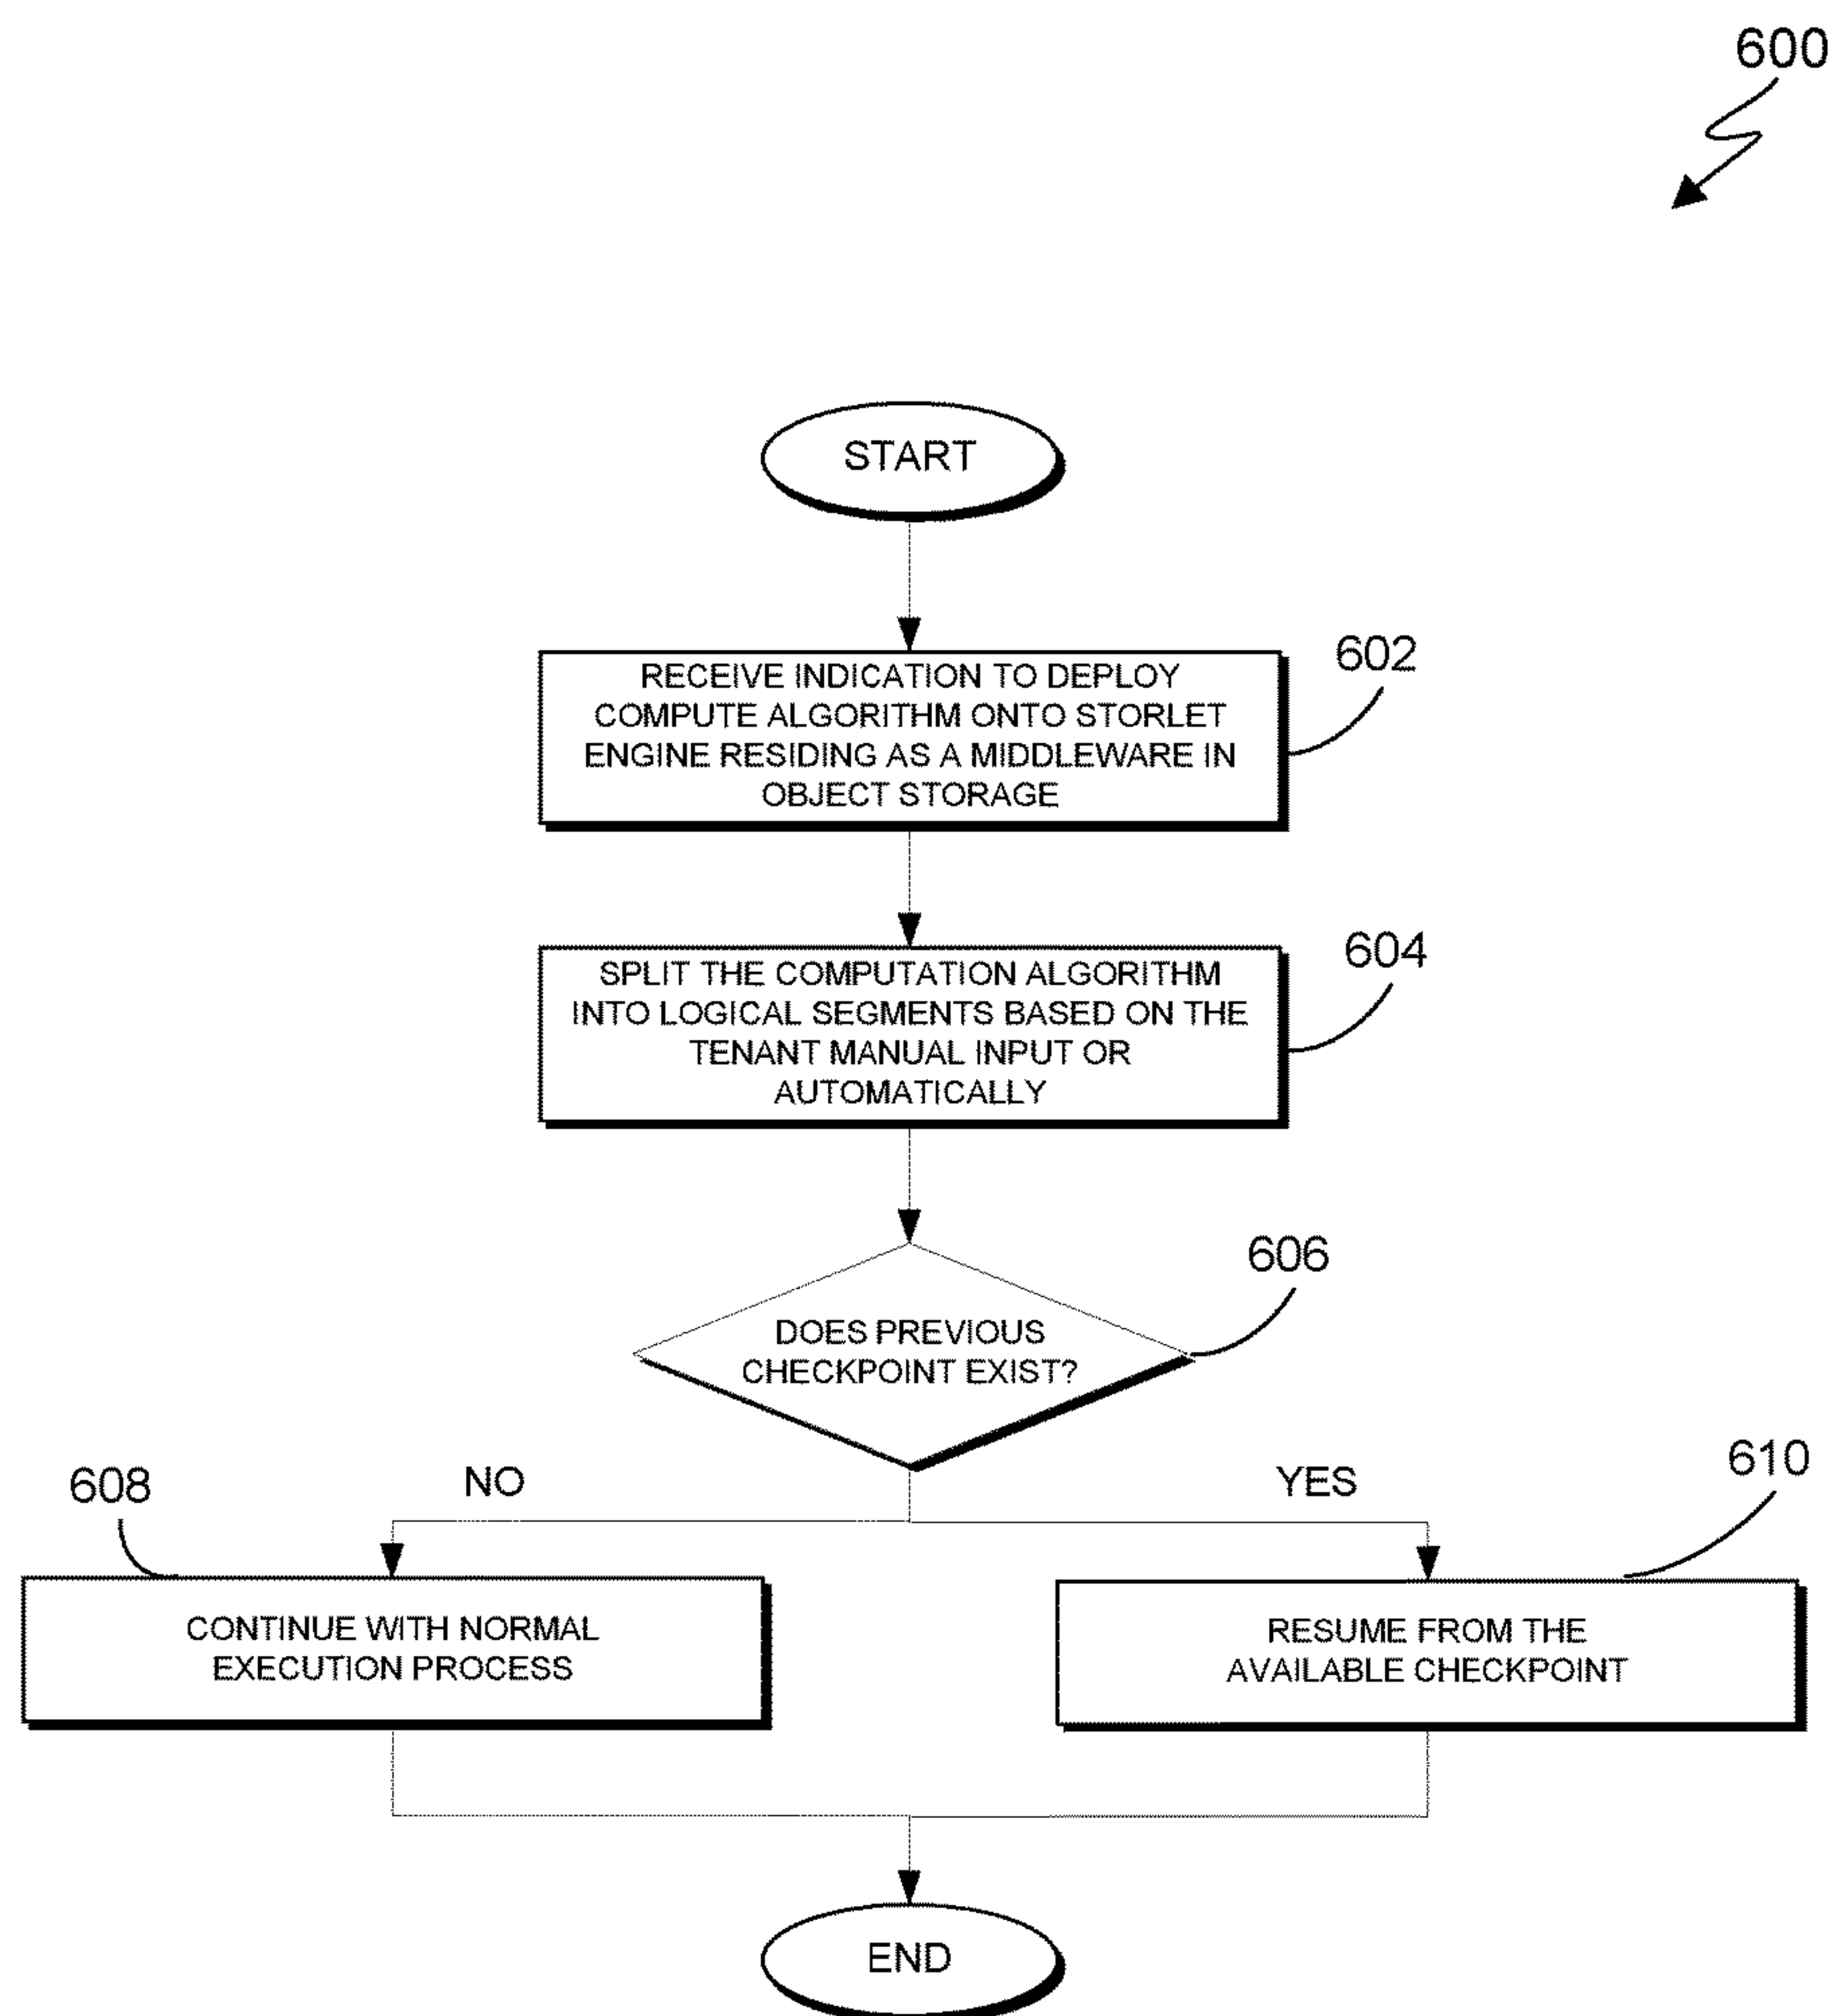 600
START
RECEIVE INDICATION TO DEPLOY
COMPUTE ALGORITHM ONTO STORLET
ENGINE RESIDING AS A MIDDLEWARE IN
OBJECT STORAGE
602
SPLIT THE COMPUTATION ALGORITHM
INTO LOGICAL SEGMENTS BASED ON THE
TENANT MANUAL INPUT OR
AUTOMATICALLY
604
DOES PREVIOUS
CHECKPOINT EXIST?
606
NO
YES
608
CONTINUE WITH NORMAL
EXECUTION PROCESS
610
RESUME FROM THE
AVAILABLE CHECKPOINT
END